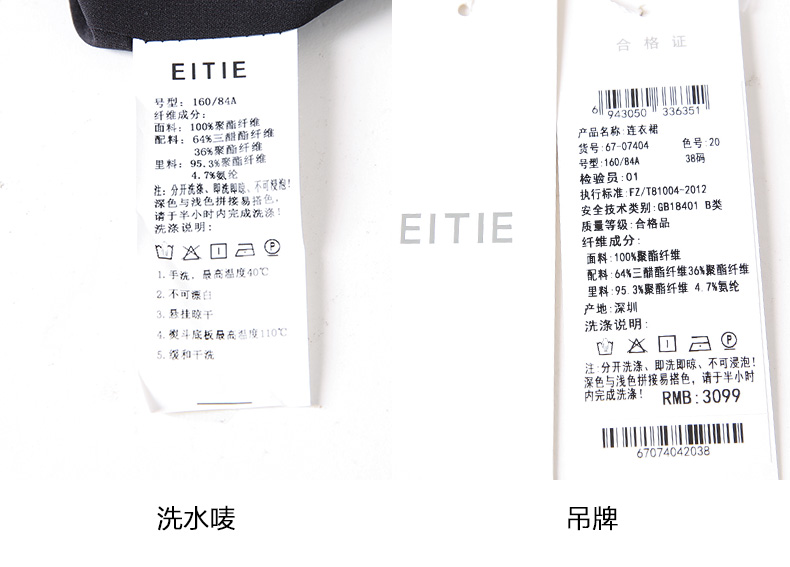 EITIE
号型: 160/84A
纤维成分:
面料: 100%聚酯纤维
配料: 64%三醋酯纤维
36%聚酯纤维
里料: 95.3%聚酯纤维
4.7%氨纶
注: 分开洗涤、即洗即晾、不可浸泡!
深色与浅色拼接易搭色,
请于半小时内完成洗涤!
洗涤说明:
P
1. 手洗, 最高温度40℃
2. 不可漂白
3. 悬挂晾干
4. 熨斗底板最高温度110℃
5. 缓和干洗
洗水唛
EITIE
合格证
6 943050 336351
产品名称:连衣裙
货号:67-07404 色号:20
号型:160/84A 38码
检验员:01
执行标准:FZ/T81004-2012
安全技术类别:GB18401 B类
质量等级:合格品
纤维成分:
面料:100%聚酯纤维
配料:64%三醋酯纤维36%聚酯纤维
里料:95.3%聚酯纤维 4.7%氨纶
产地:深圳
洗涤说明:
P
注:分开洗涤、即洗即晾、不可浸泡!
深色与浅色拼接易搭色, 请于半小时
内完成洗涤! RMB:3099
67074042038
吊牌